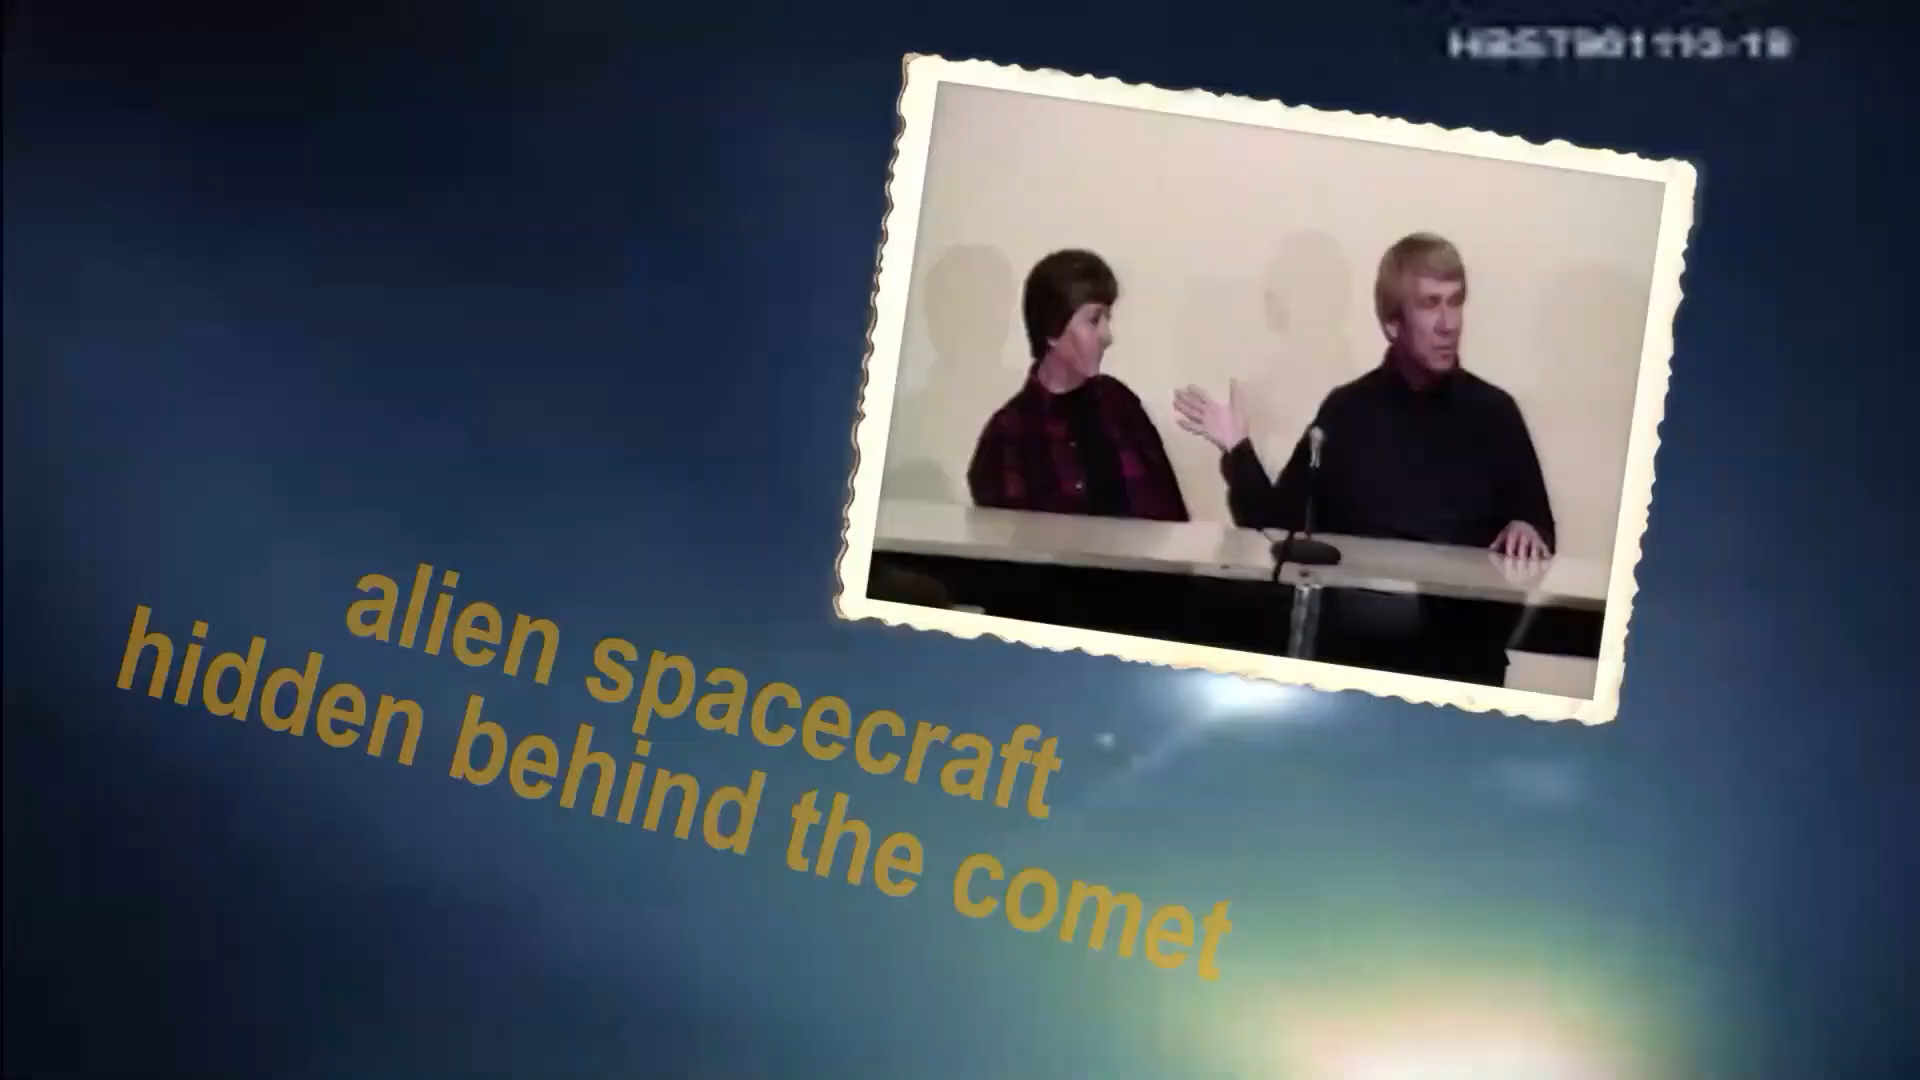 alien spacecraft
hidden behind the comet